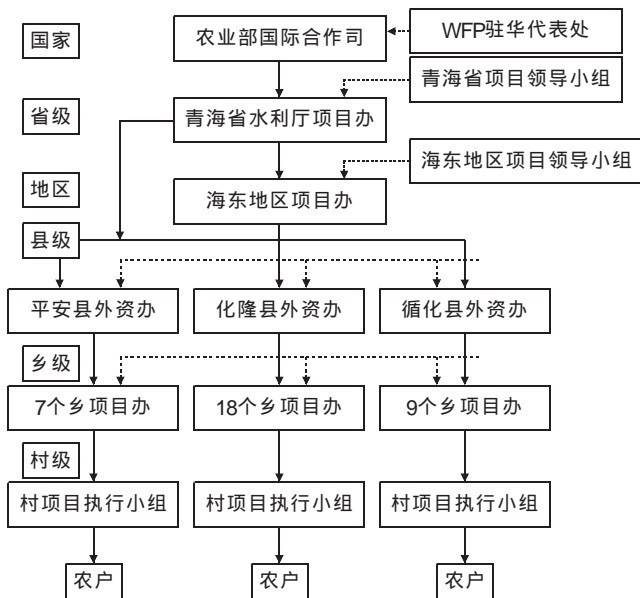 国家
农业部国际合作司
WFP驻华代表处
青海省项目领导小组
省级
青海省水利厅项目办
海东地区项目领导小组
地区
海东地区项目办
县级
平安县外资办
化隆县外资办
循化县外资办
乡级
7个乡项目办
18个乡项目办
9个乡项目办
村级
村项目执行小组
村项目执行小组
村项目执行小组
农户
农户
农户